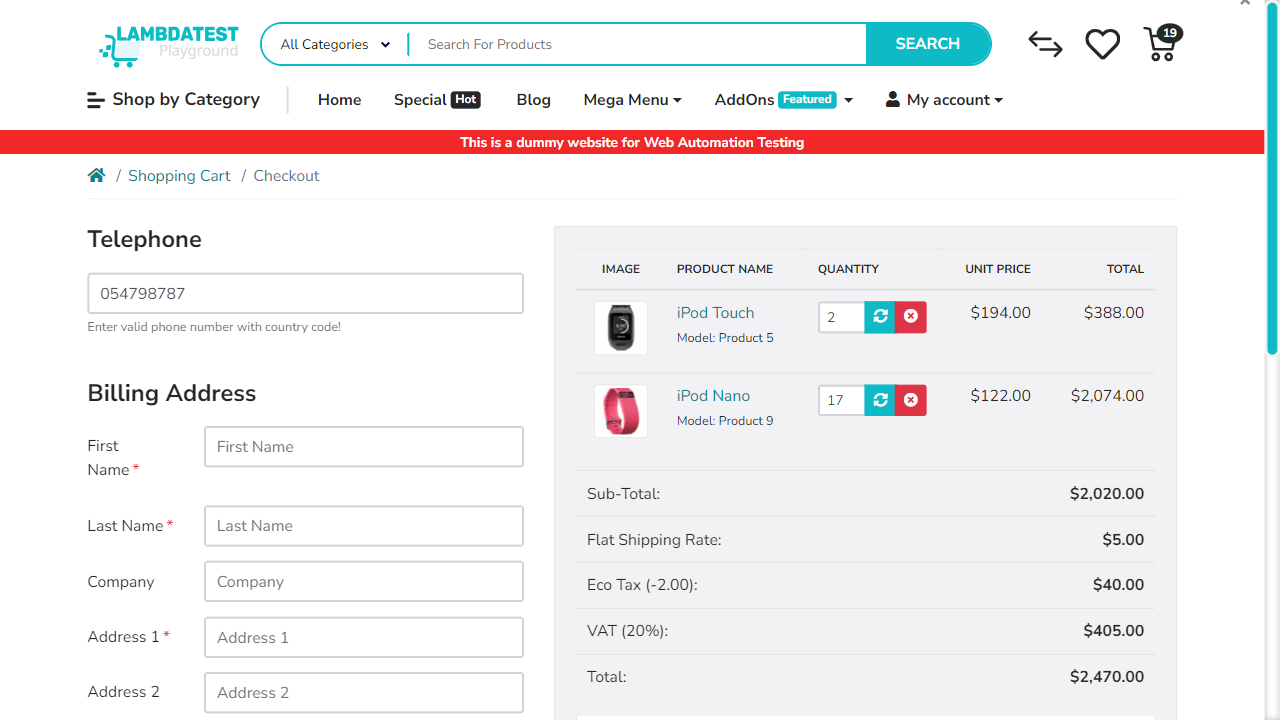 LAMBDATEST
Playground
All Categories
Search For Products
SEARCH
19
Shop by Category
Home
Special Hot
Blog
Mega Menu
AddOns Featured
My account
This is a dummy website for Web Automation Testing
/ Shopping Cart / Checkout
Telephone
054798787
Enter valid phone number with country code!
Billing Address
First Name *
First Name
Last Name *
Last Name
Company
Company
Address 1 *
Address 1
Address 2
Address 2
IMAGE PRODUCT NAME QUANTITY UNIT PRICE TOTAL
iPod Touch 2 $194.00 $388.00
Model: Product 5
iPod Nano 17 $122.00 $2,074.00
Model: Product 9
Sub-Total: $2,020.00
Flat Shipping Rate: $5.00
Eco Tax (-2.00): $40.00
VAT (20%): $405.00
Total: $2,470.00